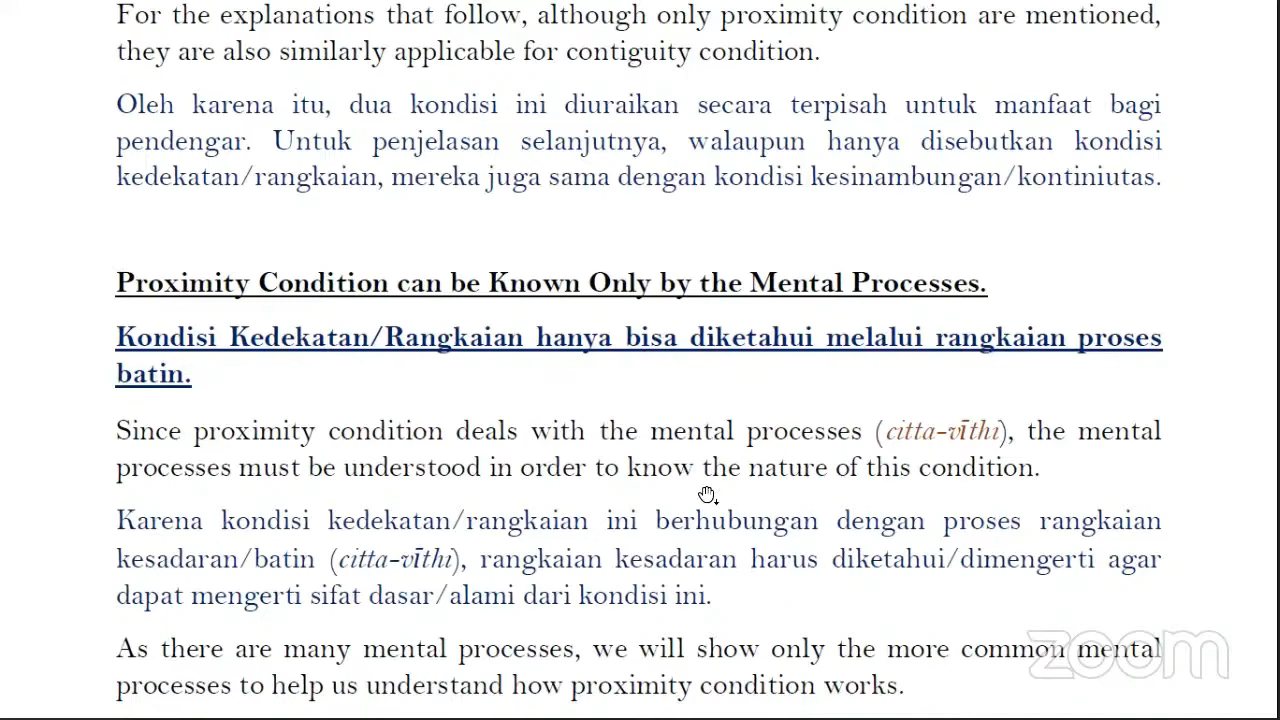 For the explanations that follow, although only proximity condition are mentioned,
they are also similarly applicable for contiguity condition.
Oleh karena itu, dua kondisi ini diuraikan secara terpisah untuk manfaat bagi
pendengar. Untuk penjelasan selanjutnya, walaupun hanya disebutkan kondisi
kedekatan/rangkaian, mereka juga sama dengan kondisi kesinambungan/kontiniutas.
Proximity Condition can be Known Only by the Mental Processes.
Kondisi Kedekatan/Rangkaian hanya bisa diketahui melalui rangkaian proses
batin.
Since proximity condition deals with the mental processes (citta-vīthi), the mental
processes must be understood in order to know the nature of this condition.
Karena kondisi kedekatan/rangkaian ini berhubungan dengan proses rangkaian
kesadaran/batin (citta-vīthi), rangkaian kesadaran harus diketahui/dimengerti agar
dapat mengerti sifat dasar/alami dari kondisi ini.
As there are many mental processes, we will show only the more common mental
processes to help us understand how proximity condition works.
zoom